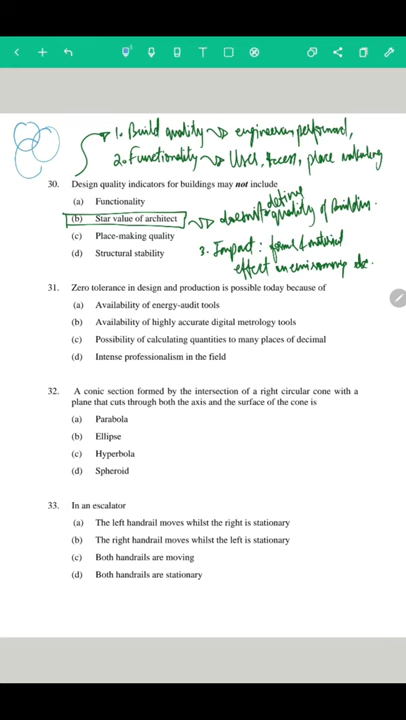 1. Build quality → engineering performance,
2. Functionality → Uses, Access, place making
30. Design quality indicators for buildings may not include
(a) Functionality
(b) Star value of architect
→ doesn't define quality of Building.
(c) Place-making quality
3. Impact : forms & material
(d) Structural stability
effect on environment etc.
31. Zero tolerance in design and production is possible today because of
(a) Availability of energy-audit tools
(b) Availability of highly accurate digital metrology tools
(c) Possibility of calculating quantities to many places of decimal
(d) Intense professionalism in the field
32. A conic section formed by the intersection of a right circular cone with a
plane that cuts through both the axis and the surface of the cone is
(a) Parabola
(b) Ellipse
(c) Hyperbola
(d) Spheroid
33. In an escalator
(a) The left handrail moves whilst the right is stationary
(b) The right handrail moves whilst the left is stationary
(c) Both handrails are moving
(d) Both handrails are stationary